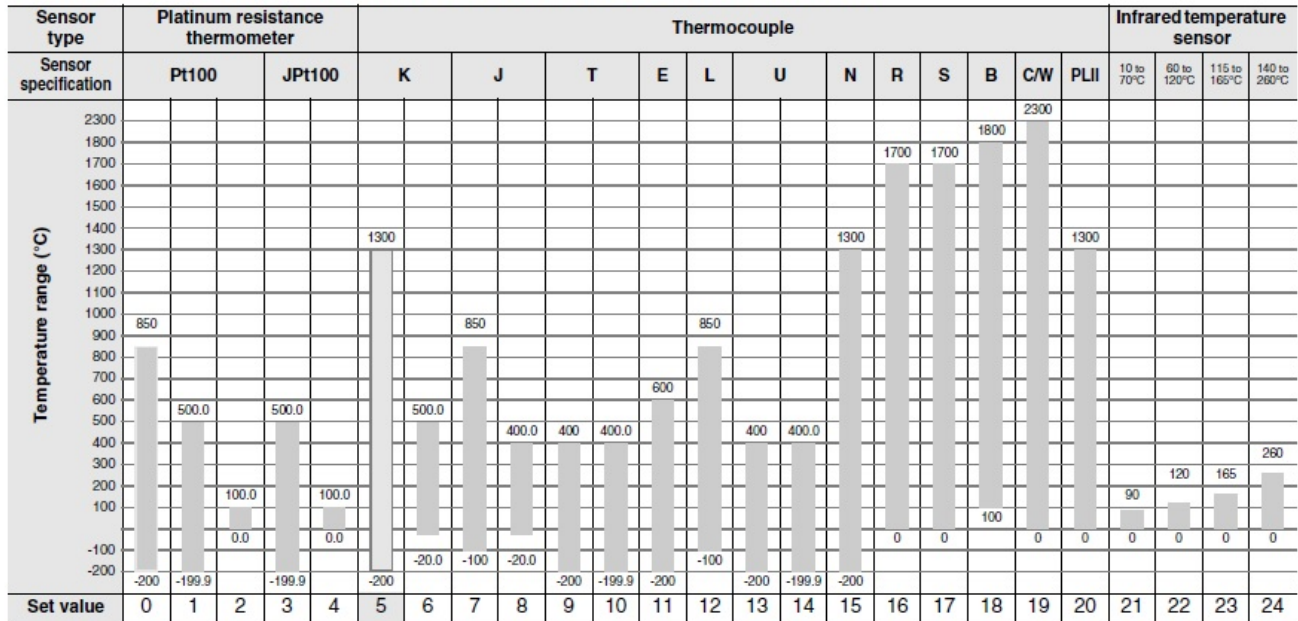 Sensor type Platinum resistance thermometer Thermocouple Infrared temperature sensor
Sensor specification Pt100 JPt100 K J T E L U N R S B C/W PLII 10 to 70°C 60 to 120°C 115 to 165°C 140 to 260°C
Temperature range (°C)
2300
2300 1800
1800 1700 1700
1700
1600
1500
1400 1300 1300 1300
1300
1200
1100
1000 850 850 850
900
800
700 600
600 500.0 500.0 500.0
500 400.0 400 400.0 400 400.0
400
300 260
200 100.0 100.0 90 120 165
100 100
0.0 0.0 0 0 0 0 0 0 0 0
-100 -20.0 -100 -20.0 -100
-200
-200 -199.9 -199.9 -200 -200 -199.9 -200 -200 -199.9 -200
Set value 0 1 2 3 4 5 6 7 8 9 10 11 12 13 14 15 16 17 18 19 20 21 22 23 24